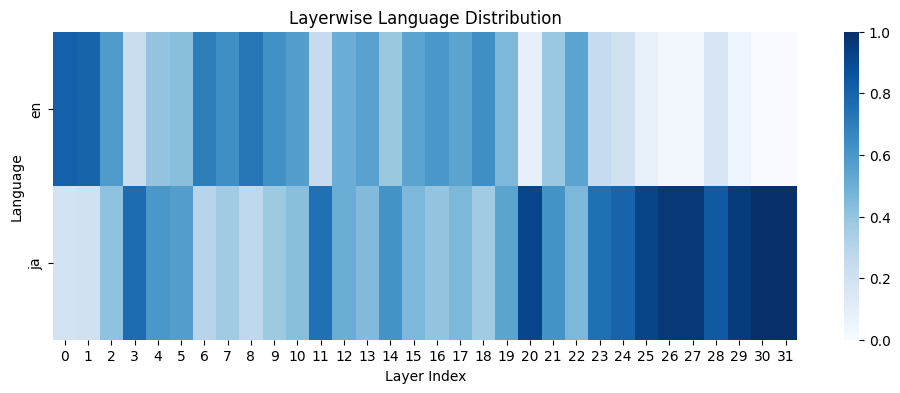 Layerwise Language Distribution
Language
en
ja
0 1 2 3 4 5 6 7 8 9 10 11 12 13 14 15 16 17 18 19 20 21 22 23 24 25 26 27 28 29 30 31
Layer Index
1.0
0.8
0.6
0.4
0.2
0.0